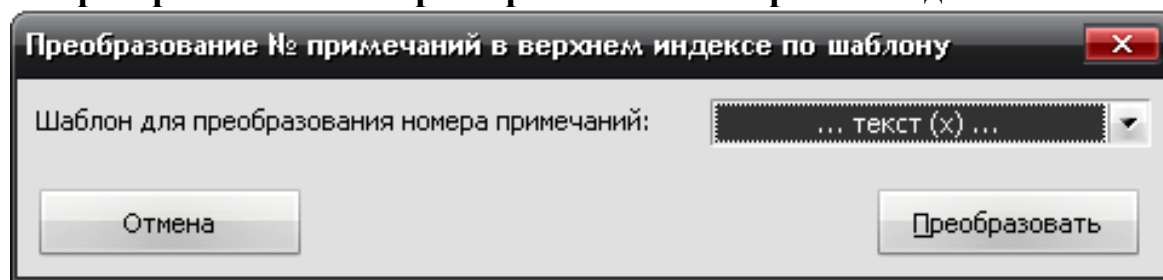 Преобразование № примечаний в верхнем индексе по шаблону
Шаблон для преобразования номера примечаний: ... текст (x) ...
Отмена Преобразовать